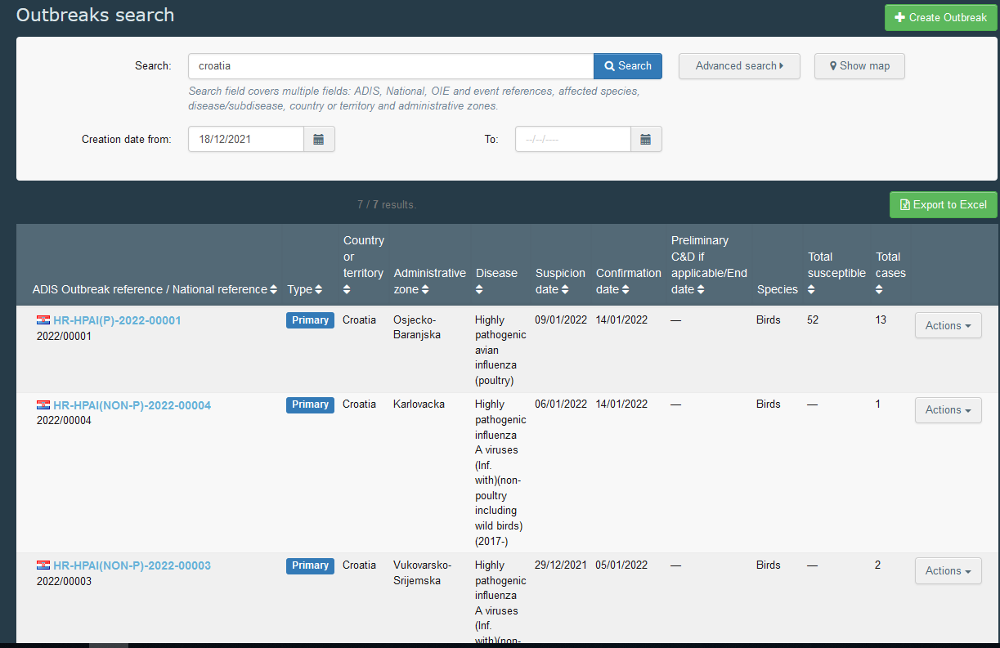 Outbreaks search
Create Outbreak
Search: croatia Search Advanced search Show map
Search field covers multiple fields: ADIS, National, OIE and event references, affected species,
disease/subdisease, country or territory and administrative zones.
Creation date from: 18/12/2021 To: --/--/----
7 / 7 results.
Export to Excel
ADIS Outbreak reference / National reference
Type
Country
or
territory
Administrative
zone
Disease
Suspicion
date
Confirmation
date
Preliminary
C&D if
applicable/End
date
Species
Total
susceptible
Total
cases
HR-HPAI(P)-2022-00001
2022/00001
Primary
Croatia
Osjecko-
Baranjska
Highly
pathogenic
avian
influenza
(poultry)
09/01/2022
14/01/2022
—
Birds
52
13
Actions
HR-HPAI(NON-P)-2022-00004
2022/00004
Primary
Croatia
Karlovacka
Highly
pathogenic
influenza
A viruses
(Inf.
with)(non-
poultry
including
wild birds)
(2017-)
06/01/2022
14/01/2022
—
Birds
—
1
Actions
HR-HPAI(NON-P)-2022-00003
2022/00003
Primary
Croatia
Vukovarsko-
Srijemska
Highly
pathogenic
influenza
A viruses
(Inf.
with)(non-
29/12/2021
05/01/2022
—
Birds
—
2
Actions